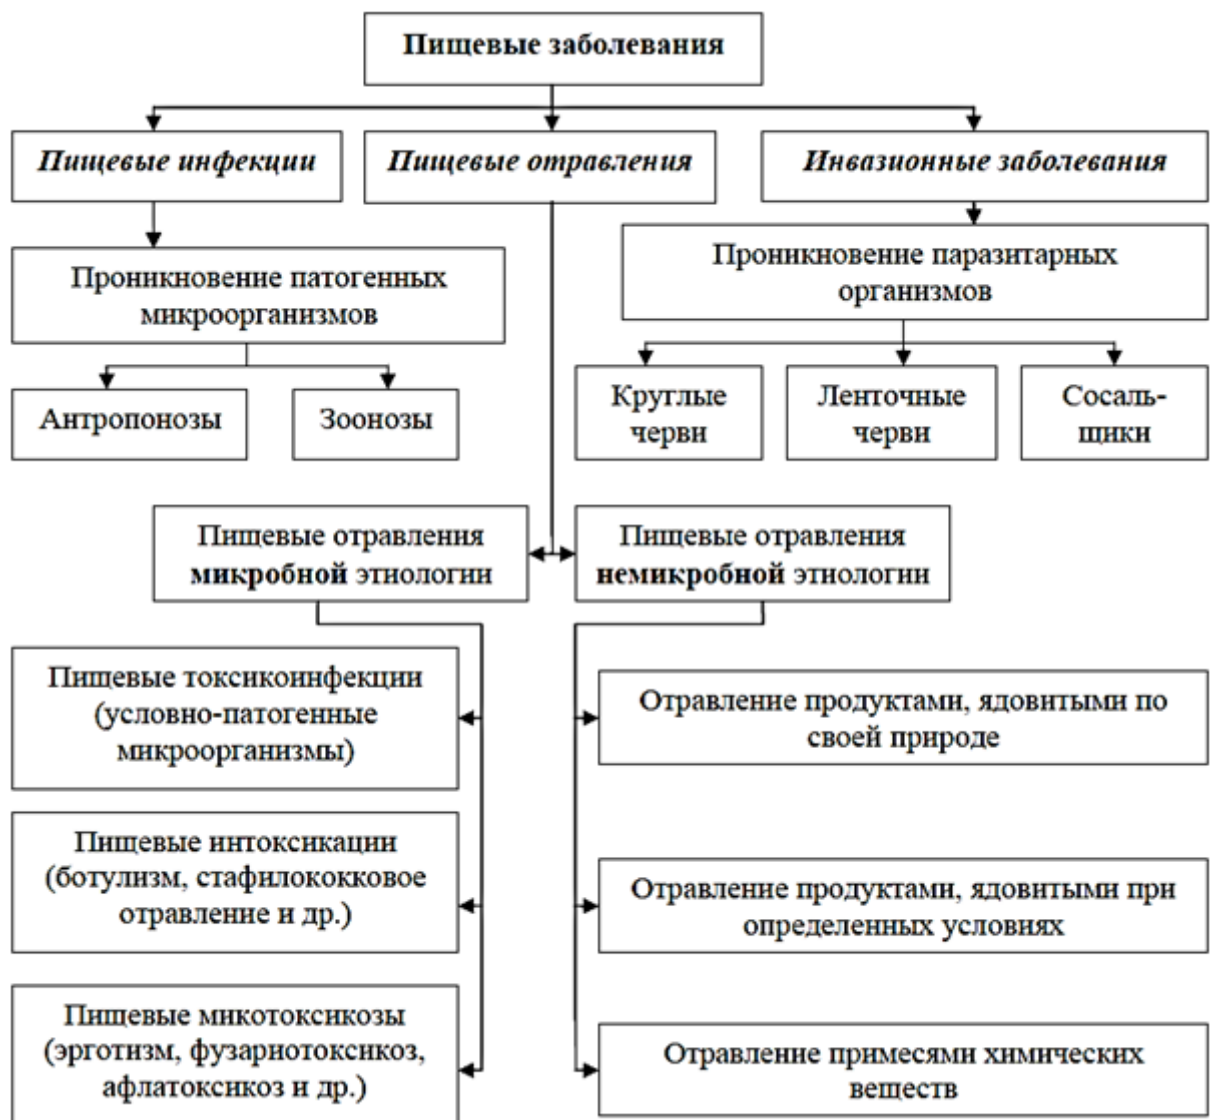 Пищевые заболевания
Пищевые инфекции
Пищевые отравления
Инвазионные заболевания
Проникновение патогенных
микроорганизмов
Проникновение паразитарных
организмов
Антропонозы
Зоонозы
Круглые
черви
Ленточные
черви
Сосаль-
щики
Пищевые отравления
микробной этиологии
Пищевые отравления
немикробной этиологии
Пищевые токсикоинфекции
(условно-патогенные
микроорганизмы)
Отравление продуктами, ядовитыми по
своей природе
Пищевые интоксикации
(ботулизм, стафилококковое
отравление и др.)
Отравление продуктами, ядовитыми при
определенных условиях
Пищевые микотоксикозы
(эрготизм, фузариотоксикоз,
афлатоксикоз и др.)
Отравление примесями химических
веществ